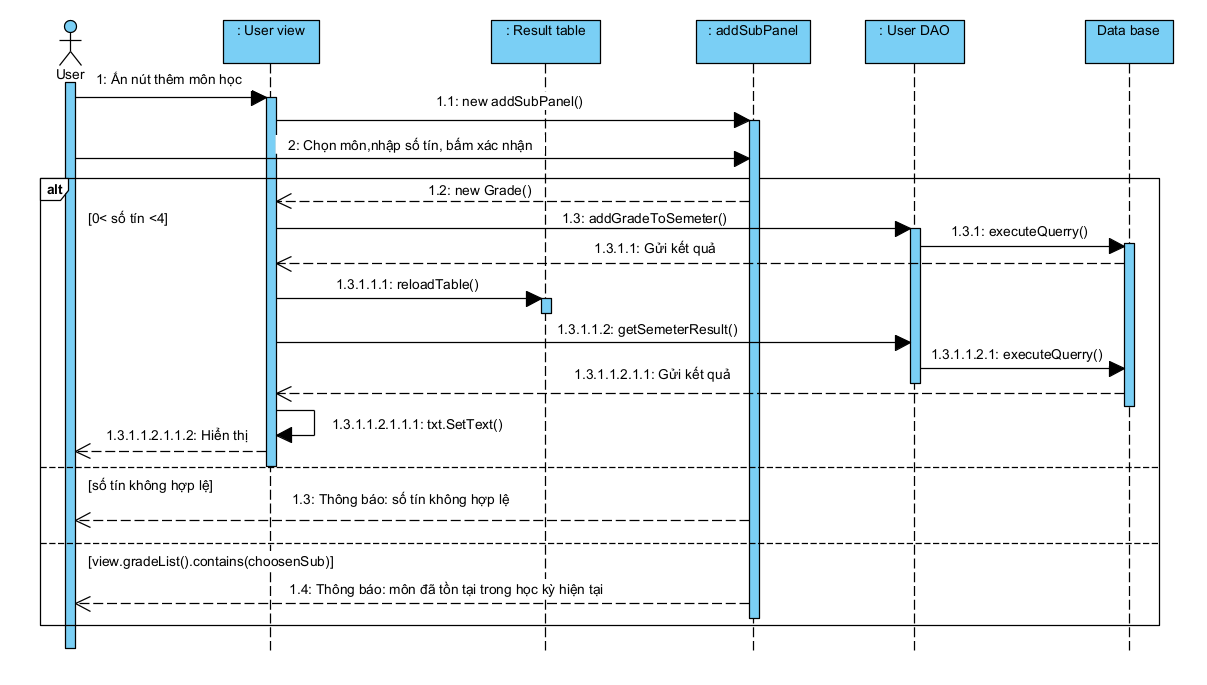 : User view
: Result table
: addSubPanel
: User DAO
Data base
User
1: Ấn nút thêm môn học
1.1: new addSubPanel()
2: Chọn môn,nhập số tín, bấm xác nhận
alt
1.2: new Grade()
[0< số tín <4]
1.3: addGradeToSemeter()
1.3.1: executeQuerry()
1.3.1.1: Gửi kết quả
1.3.1.1.1: reloadTable()
1.3.1.1.2: getSemeterResult()
1.3.1.1.2.1: executeQuerry()
1.3.1.1.2.1.1: Gửi kết quả
1.3.1.1.2.1.1.1: txt.SetText()
1.3.1.1.2.1.1.2: Hiển thị
[số tín không hợp lệ]
1.3: Thông báo: số tín không hợp lệ
[view.gradeList().contains(choosenSub)]
1.4: Thông báo: môn đã tồn tại trong học kỳ hiện tại